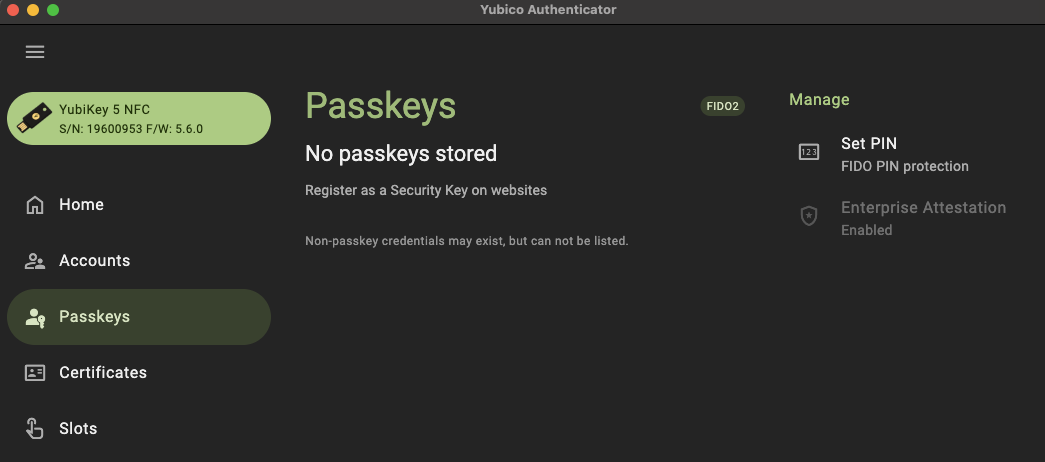 Yubico Authenticator
YubiKey 5 NFC
S/N: 19600953 F/W: 5.6.0
Home
Accounts
Passkeys
Certificates
Slots
Passkeys
FIDO2
No passkeys stored
Register as a Security Key on websites
Non-passkey credentials may exist, but can not be listed.
Manage
123
Set PIN
FIDO PIN protection
Enterprise Attestation
Enabled